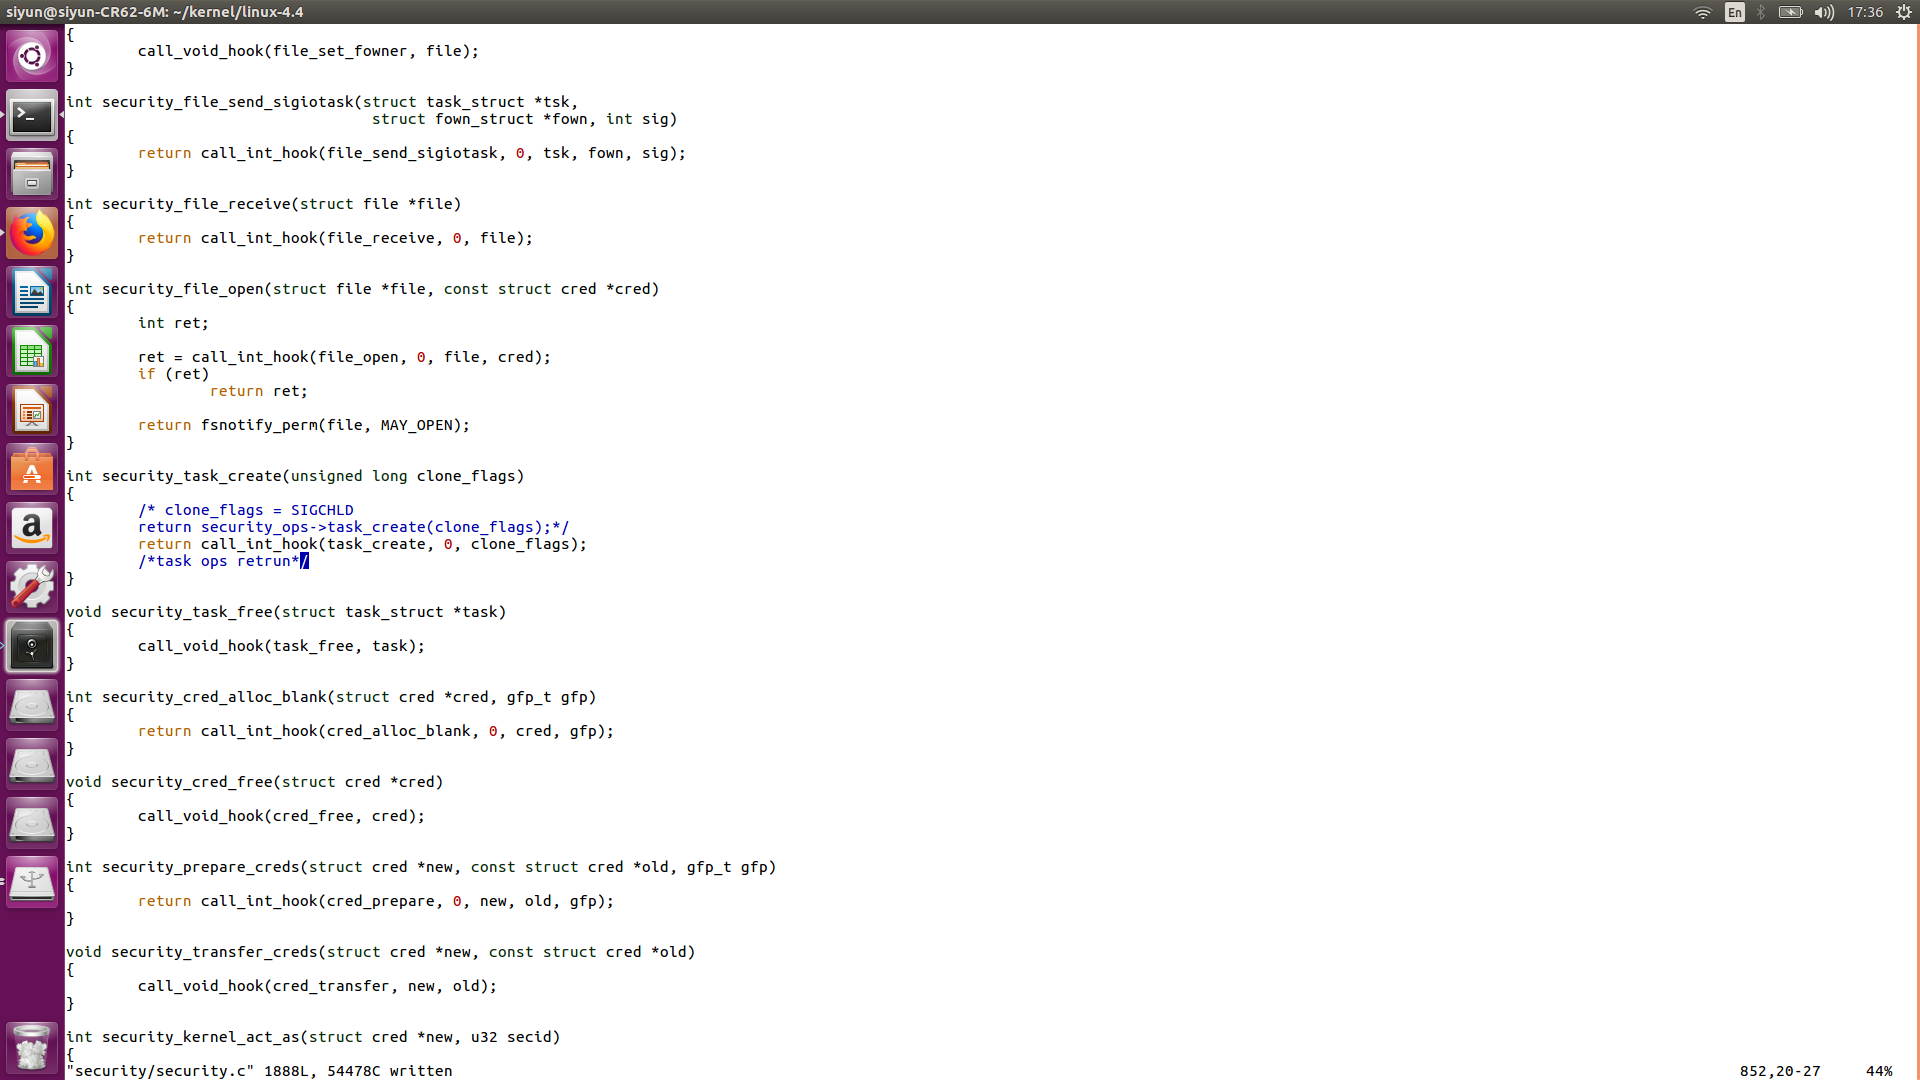 siyun@siyun-CR62-6M: ~/kernel/linux-4.4
En
17:36
{
        call_void_hook(file_set_fowner, file);
}
int security_file_send_sigiotask(struct task_struct *tsk,
                                  struct fown_struct *fown, int sig)
{
        return call_int_hook(file_send_sigiotask, 0, tsk, fown, sig);
}
int security_file_receive(struct file *file)
{
        return call_int_hook(file_receive, 0, file);
}
int security_file_open(struct file *file, const struct cred *cred)
{
        int ret;
        ret = call_int_hook(file_open, 0, file, cred);
        if (ret)
                return ret;
        return fsnotify_perm(file, MAY_OPEN);
}
int security_task_create(unsigned long clone_flags)
{
        /* clone_flags = SIGCHLD
        return security_ops->task_create(clone_flags);*/
        return call_int_hook(task_create, 0, clone_flags);
        /*task ops retrun*/
}
void security_task_free(struct task_struct *task)
{
        call_void_hook(task_free, task);
}
int security_cred_alloc_blank(struct cred *cred, gfp_t gfp)
{
        return call_int_hook(cred_alloc_blank, 0, cred, gfp);
}
void security_cred_free(struct cred *cred)
{
        call_void_hook(cred_free, cred);
}
int security_prepare_creds(struct cred *new, const struct cred *old, gfp_t gfp)
{
        return call_int_hook(cred_prepare, 0, new, old, gfp);
}
void security_transfer_creds(struct cred *new, const struct cred *old)
{
        call_void_hook(cred_transfer, new, old);
}
int security_kernel_act_as(struct cred *new, u32 secid)
{
"security/security.c" 1888L, 54478C written
852,20-27
44%